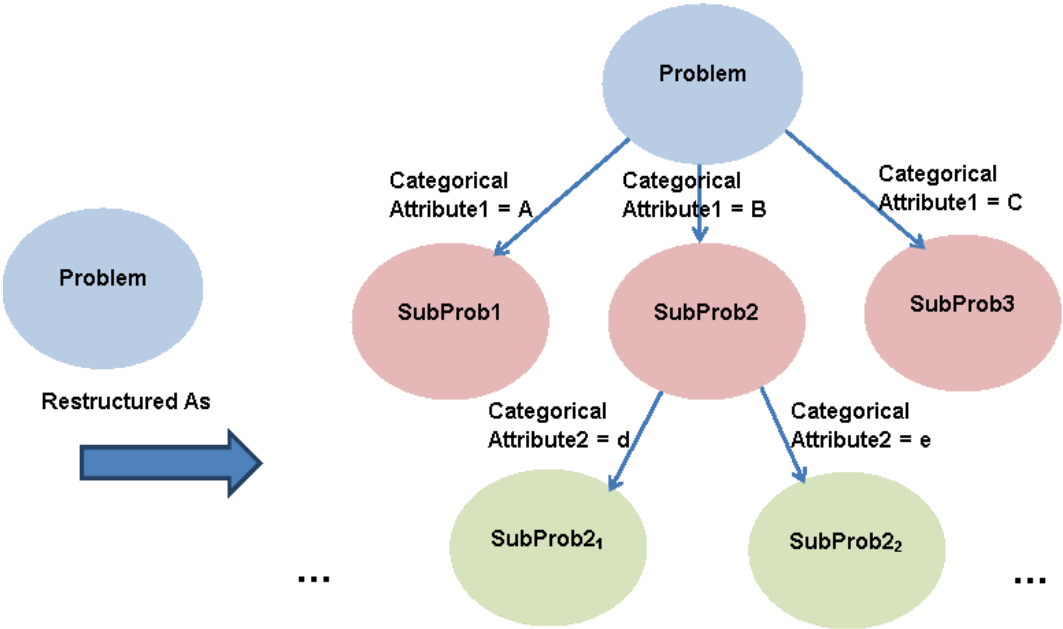 Problem
Restructured As
Problem
Categorical
Attribute1 = A
Categorical
Attribute1 = B
Categorical
Attribute1 = C
SubProb1
SubProb2
SubProb3
Categorical
Attribute2 = d
Categorical
Attribute2 = e
SubProb2₁
SubProb2₂
...
...